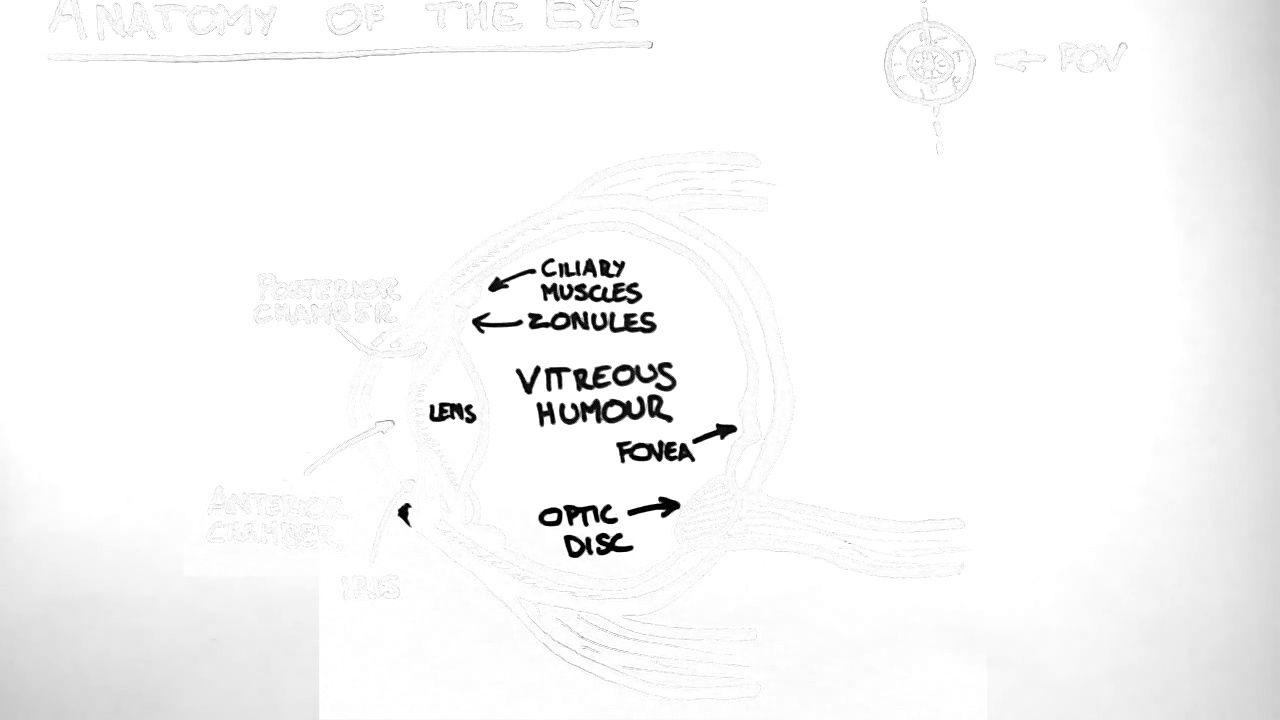 ANATOMY OF THE EYE
POV
CILIARY
MUSCLES
ZONULES
POSTERIOR
CHAMBER
VITREOUS
HUMOUR
LENS
FOVEA
ANTERIOR
CHAMBER
OPTIC
DISC
IRIS